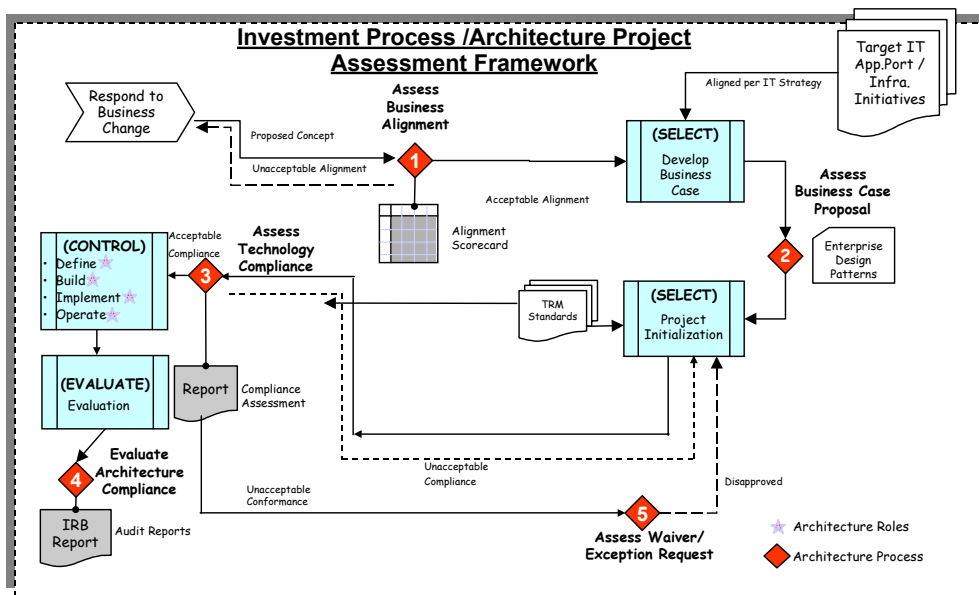 Investment Process /Architecture Project
Assessment Framework
Target IT
App.Port /
Infra.
Initiatives
Respond to
Business
Change
Proposed Concept
Unacceptable Alignment
Assess
Business
Alignment
1
Aligned per IT Strategy
(SELECT)
Develop
Business
Case
Acceptable Alignment
Alignment
Scorecard
Assess
Business Case
Proposal
2
Enterprise
Design
Patterns
(CONTROL)
• Define
• Build
• Implement
• Operate
Acceptable
Compliance
Assess
Technology
Compliance
3
TRM
Standards
(SELECT)
Project
Initialization
(EVALUATE)
Evaluation
Report
Compliance
Assessment
Evaluate
Architecture
Compliance
4
Unacceptable
Compliance
Unacceptable
Conformance
Disapproved
5
Assess Waiver/
Exception Request
IRB
Report
Audit Reports
Architecture Roles
Architecture Process